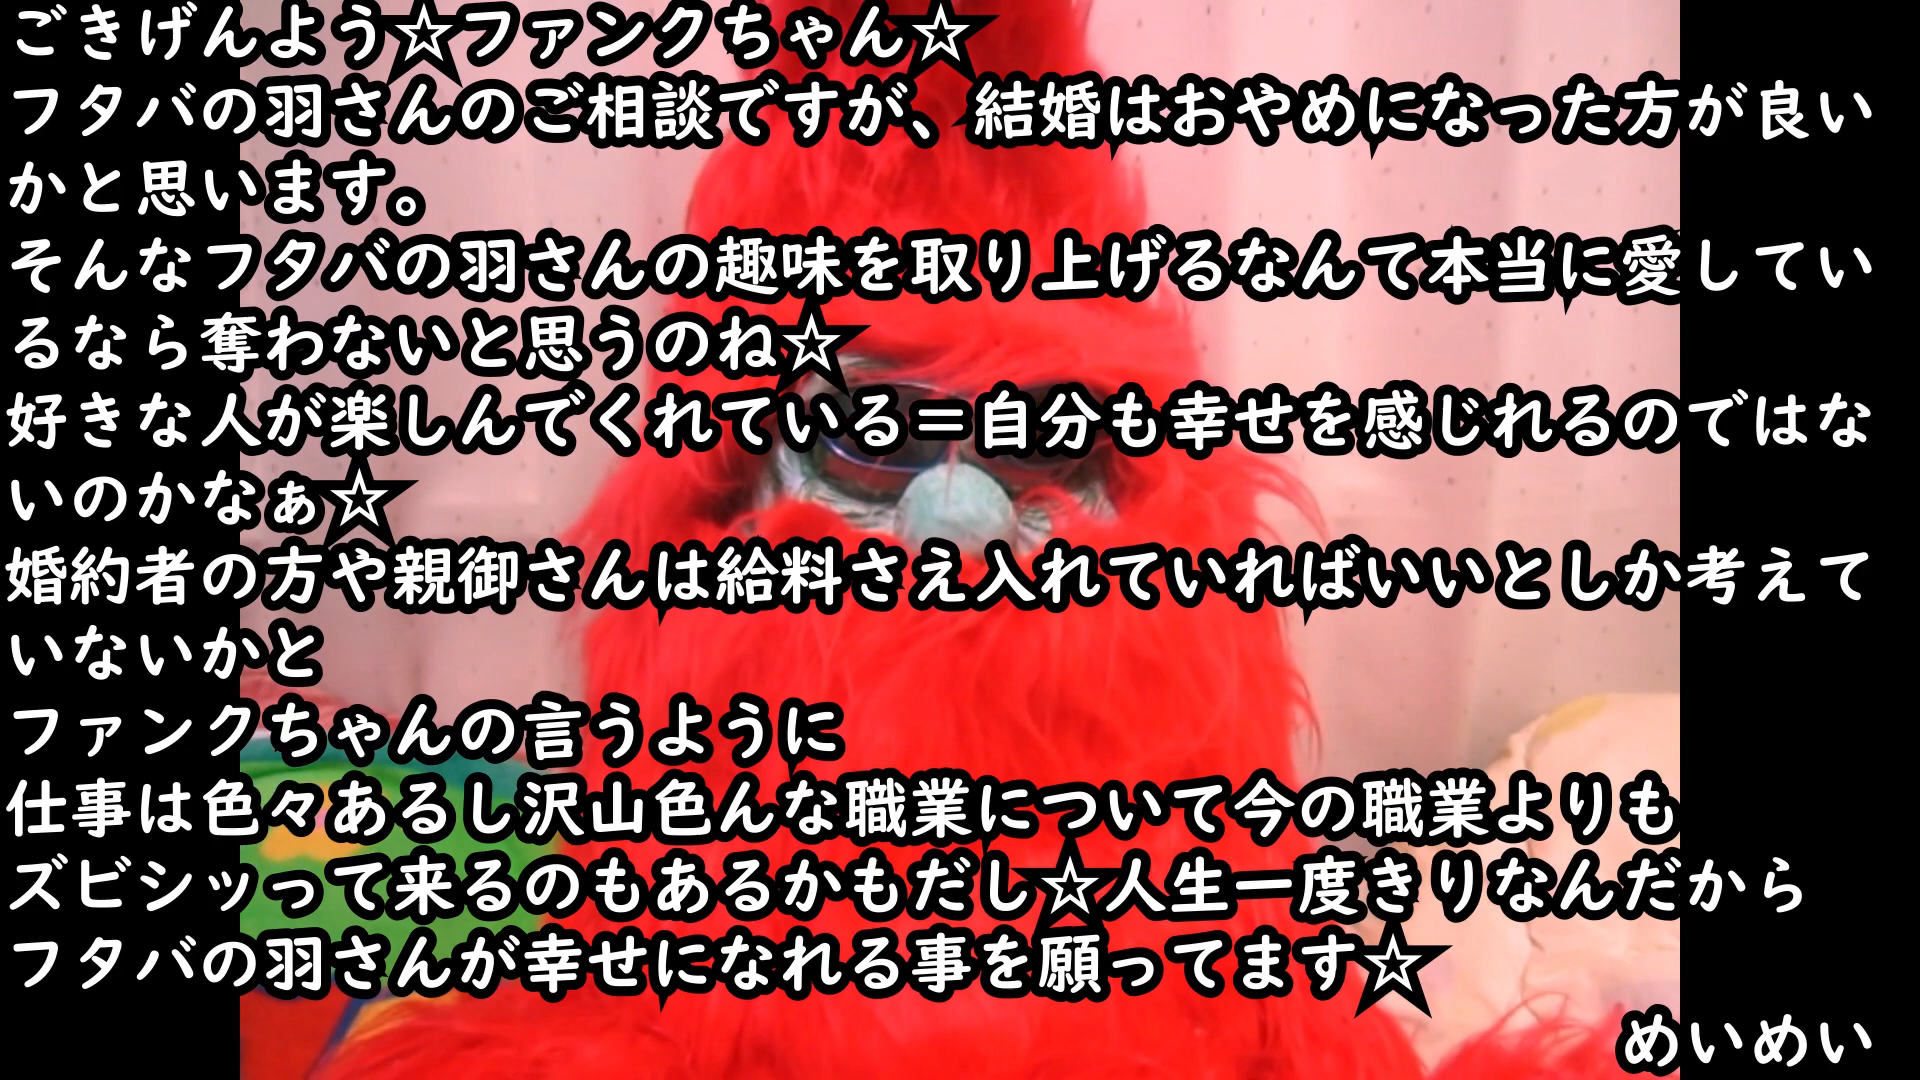 ごきげんよう☆ファンクちゃん☆
フタバの羽さんのご相談ですが、結婚はおやめになった方が良い
かと思います。
そんなフタバの羽さんの趣味を取り上げるなんて本当に愛してい
るなら奪わないと思うのね☆
好きな人が楽しんでくれている＝自分も幸せを感じれるのではな
いのかなぁ☆
婚約者の方や親御さんは給料さえ入れていればいいとしか考えて
いないかと
ファンクちゃんの言うように
仕事は色々あるし沢山色んな職業について今の職業よりも
ズビシッって来るのもあるかもだし☆人生一度きりなんだから
フタバの羽さんが幸せになれる事を願ってます☆
めいめい